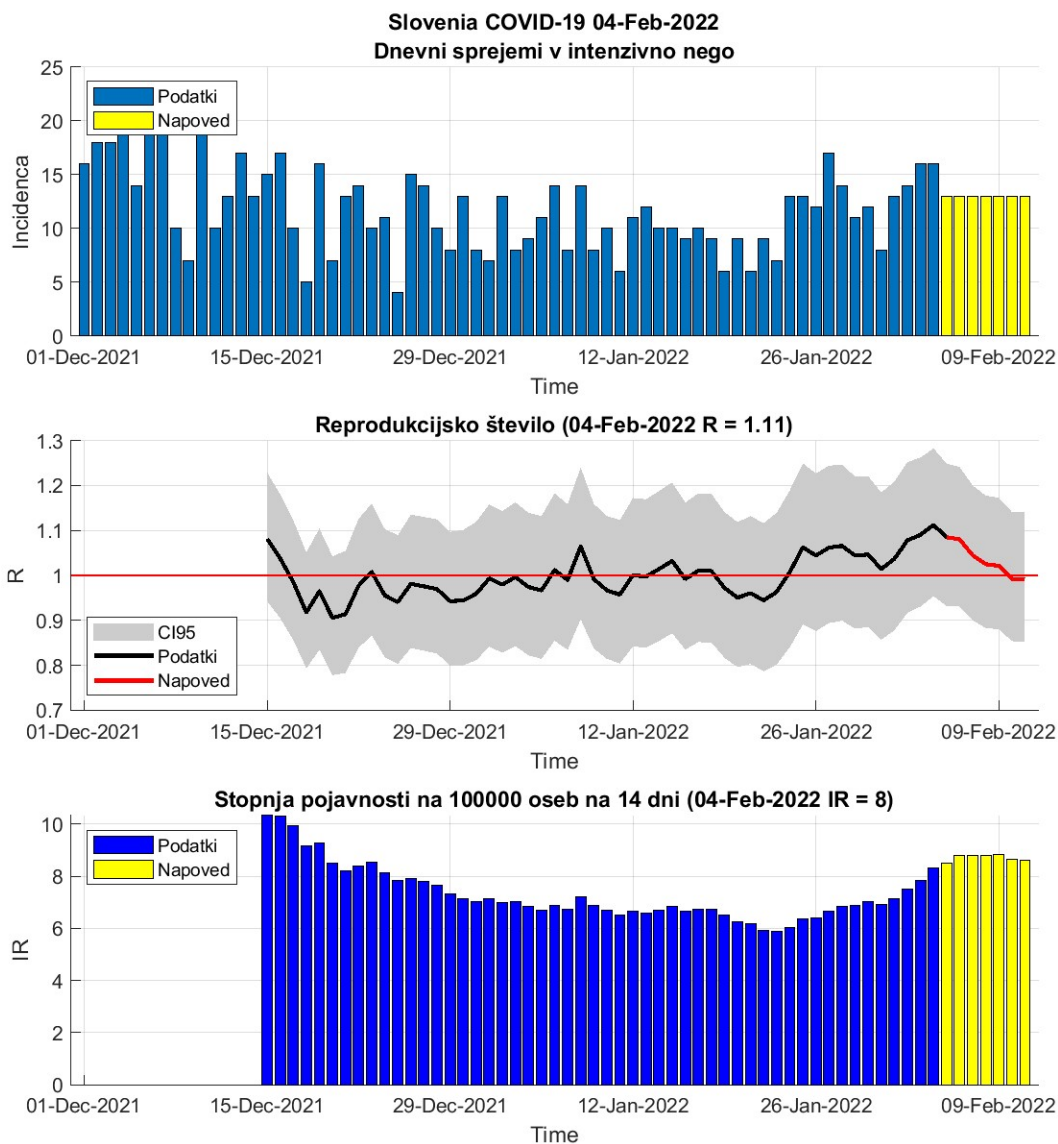 Slovenia COVID-19 04-Feb-2022
Dnevni sprejemi v intenzivno nego
25
20
15
10
5
0
Incidenca
Podatki
Napoved
01-Dec-2021 15-Dec-2021 29-Dec-2021 12-Jan-2022 26-Jan-2022 09-Feb-2022
Time
Reprodukcijsko število (04-Feb-2022 R = 1.11)
1.3
1.2
1.1
1
0.9
0.8
0.7
R
CI95
Podatki
Napoved
01-Dec-2021 15-Dec-2021 29-Dec-2021 12-Jan-2022 26-Jan-2022 09-Feb-2022
Time
Stopnja pojavnosti na 100000 oseb na 14 dni (04-Feb-2022 IR = 8)
10
8
6
4
2
0
IR
Podatki
Napoved
01-Dec-2021 15-Dec-2021 29-Dec-2021 12-Jan-2022 26-Jan-2022 09-Feb-2022
Time